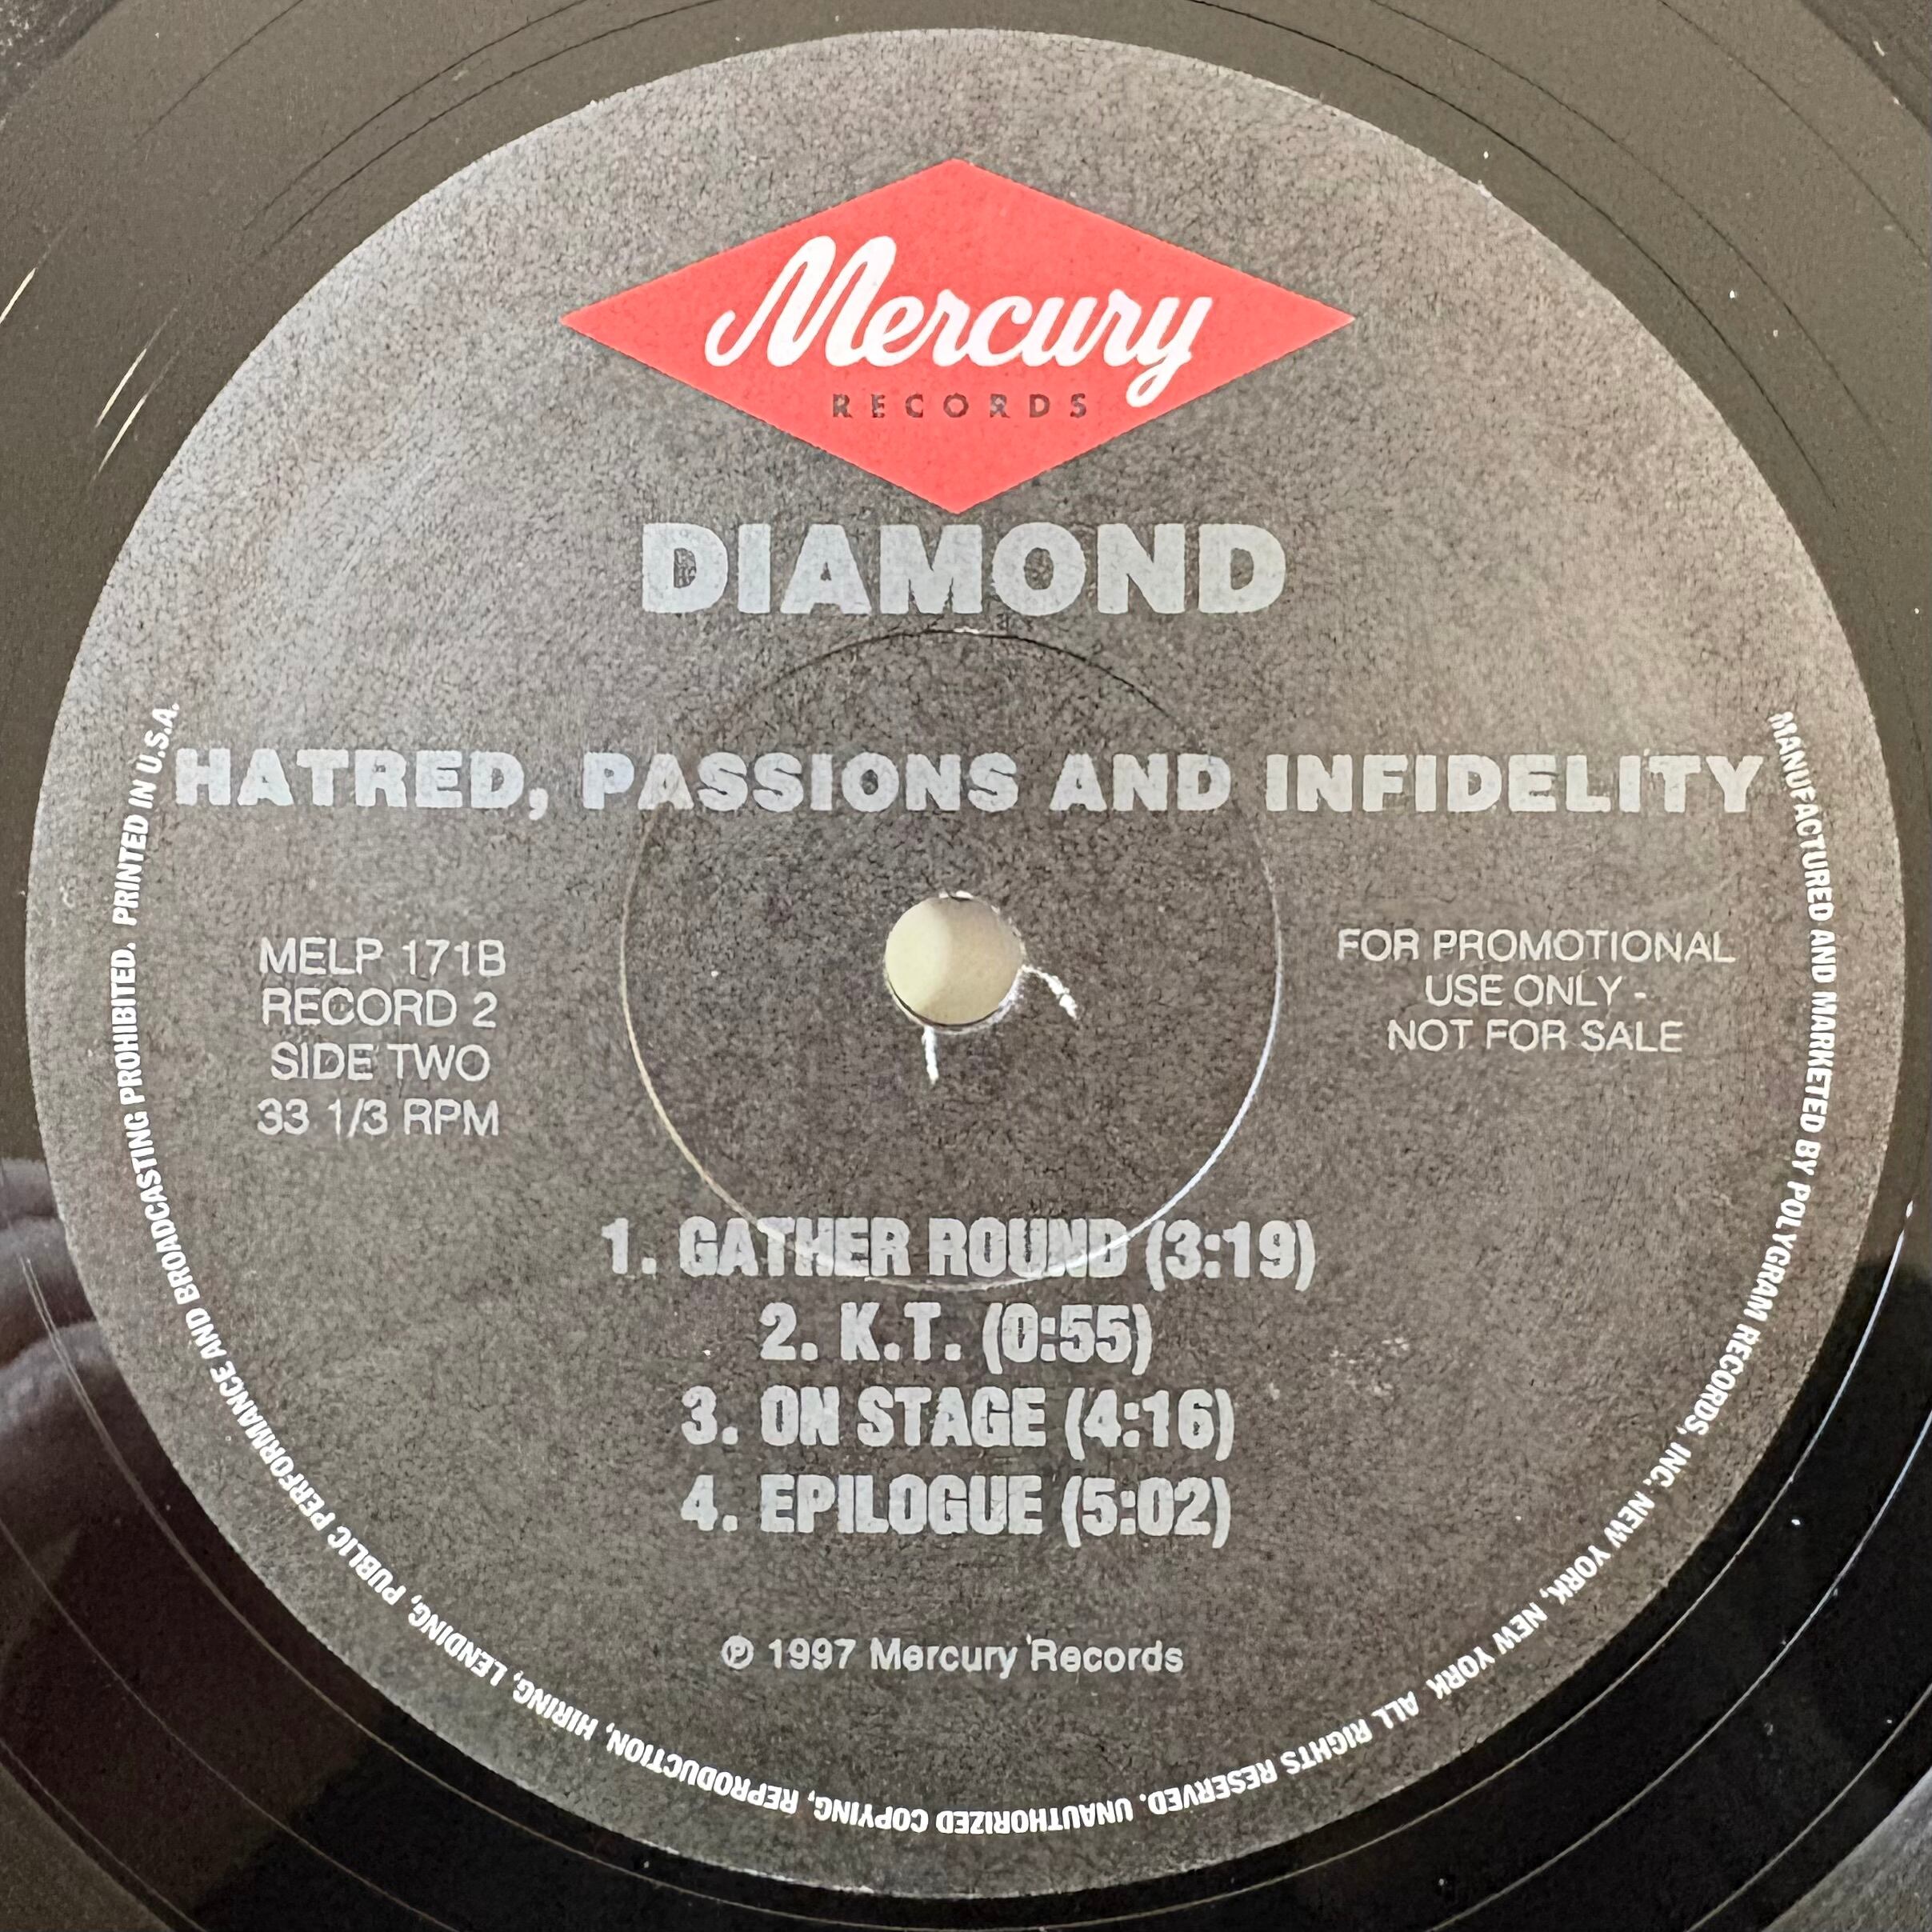 Mercury
RECORDS
DIAMOND
HATRED, PASSIONS AND INFIDELITY
MELP 171B
RECORD 2
SIDE TWO
33 1/3 RPM
FOR PROMOTIONAL
USE ONLY -
NOT FOR SALE
1. GATHER ROUND (3:19)
2. K.T. (0:55)
3. ON STAGE (4:16)
4. EPILOGUE (5:02)
℗ 1997 Mercury Records
MANUFACTURED AND MARKETED BY POLYGRAM RECORDS, INC. NEW YORK, NEW YORK ALL RIGHTS RESERVED. UNAUTHORIZED COPYING, REPRODUCTION, HIRING, LENDING, PUBLIC PERFORMANCE AND BROADCASTING PROHIBITED. PRINTED IN U.S.A.